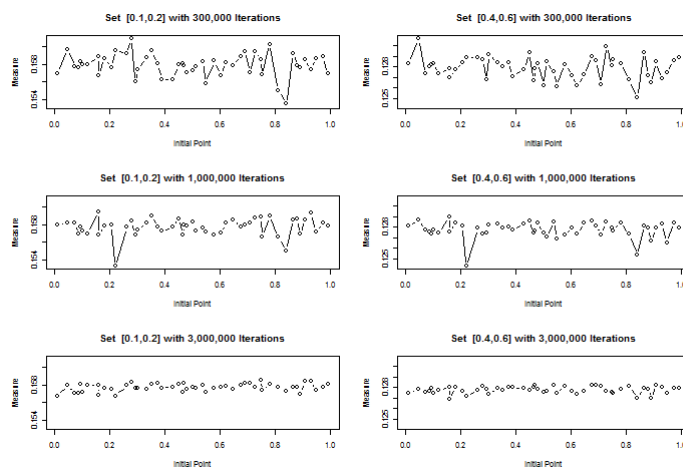 Set [0.1,0.2] with 300,000 Iterations
Measure
0.158
0.154
0.0 0.2 0.4 0.6 0.8 1.0
Initial Point
Set [0.4,0.6] with 300,000 Iterations
Measure
0.128
0.125
0.0 0.2 0.4 0.6 0.8 1.0
Initial Point
Set [0.1,0.2] with 1,000,000 Iterations
Measure
0.158
0.154
0.0 0.2 0.4 0.6 0.8 1.0
Initial Point
Set [0.4,0.6] with 1,000,000 Iterations
Measure
0.128
0.125
0.0 0.2 0.4 0.6 0.8 1.0
Initial Point
Set [0.1,0.2] with 3,000,000 Iterations
Measure
0.158
0.154
0.0 0.2 0.4 0.6 0.8 1.0
Initial Point
Set [0.4,0.6] with 3,000,000 Iterations
Measure
0.128
0.125
0.0 0.2 0.4 0.6 0.8 1.0
Initial Point